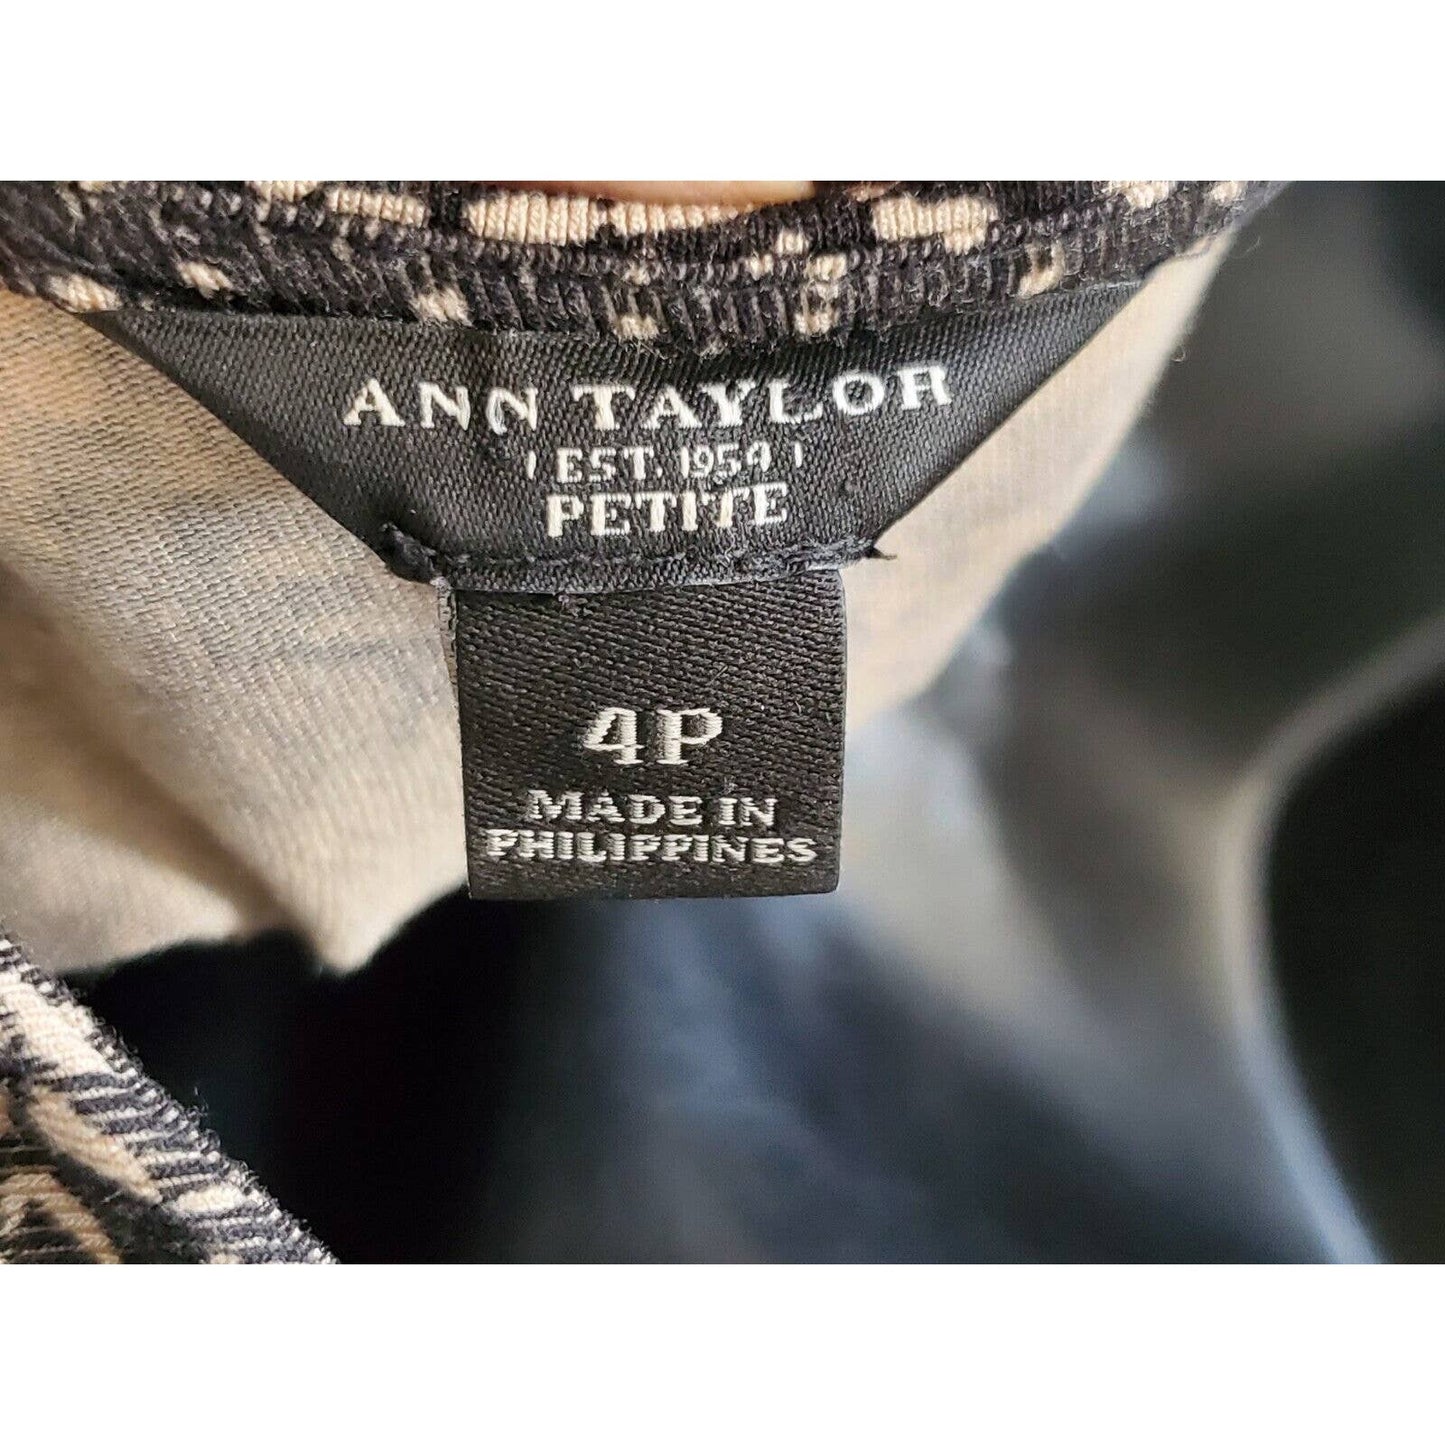 ANN TAYLOR
EST. 1954
PETITE
4P
MADE IN
PHILIPPINES